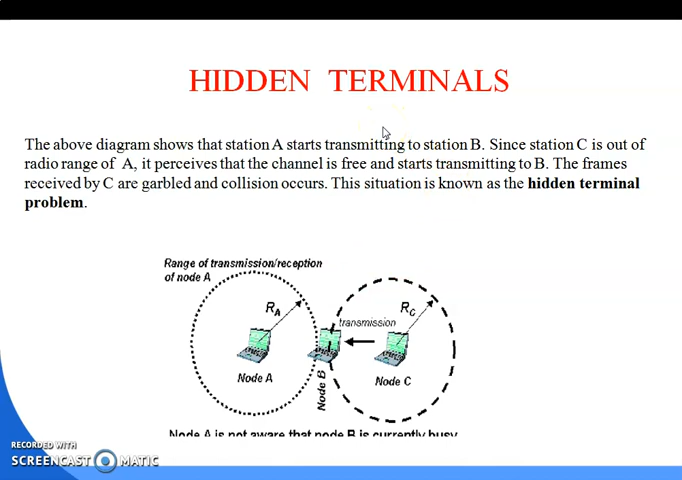 HIDDEN TERMINALS
The above diagram shows that station A starts transmitting to station B. Since station C is out of
radio range of A, it perceives that the channel is free and starts transmitting to B. The frames
received by C are garbled and collision occurs. This situation is known as the hidden terminal
problem.
Range of transmission/reception
of node A
RA
RC
transmission
Node A
Node B
Node C
Node A is not aware that node B is currently busy
RECORDED WITH
SCREENCAST MATIC